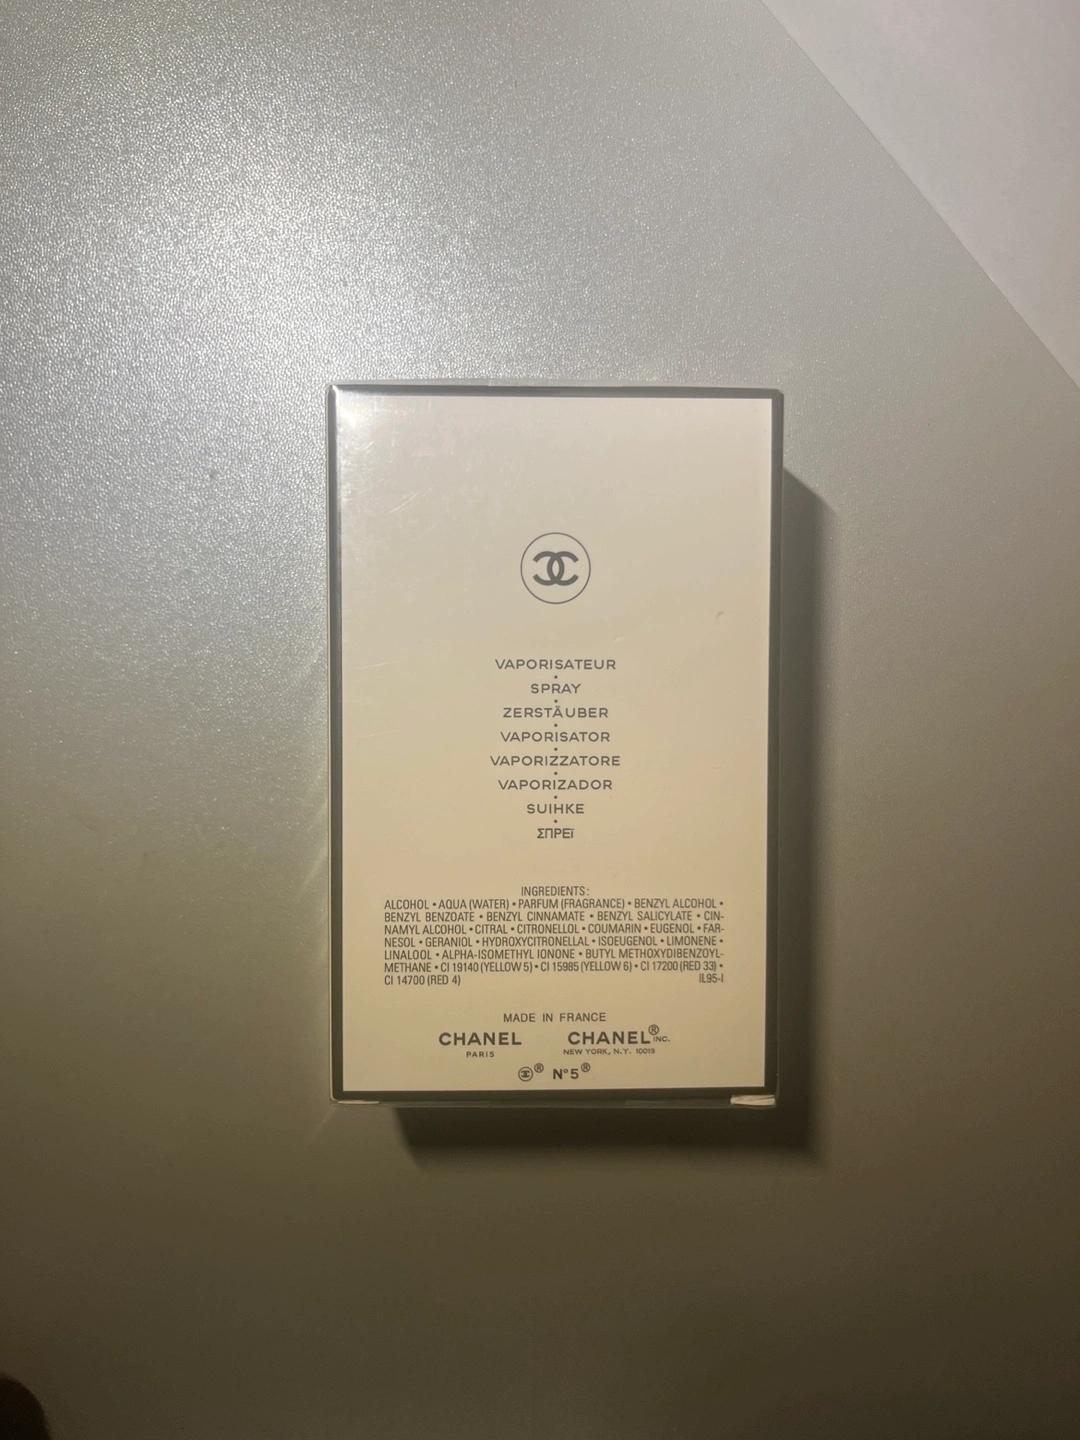 VAPORISATEUR
•
SPRAY
•
ZERSTÄUBER
•
VAPORISATOR
•
VAPORIZZATORE
•
VAPORIZADOR
•
SUIHKE
•
ΣΠΡΕΪ
INGREDIENTS:
ALCOHOL • AQUA (WATER) • PARFUM (FRAGRANCE) • BENZYL ALCOHOL •
BENZYL BENZOATE • BENZYL CINNAMATE • BENZYL SALICYLATE • CIN-
NAMYL ALCOHOL • CITRAL • CITRONELLOL • COUMARIN • EUGENOL • FAR-
NESOL • GERANIOL • HYDROXYCITRONELLAL • ISOEUGENOL • LIMONENE •
LINALOOL • ALPHA-ISOMETHYL IONONE • BUTYL METHOXYDIBENZOYL-
METHANE • CI 19140 (YELLOW 5) • CI 15985 (YELLOW 6) • CI 17200 (RED 33) •
CI 14700 (RED 4) IL95-I
MADE IN FRANCE
CHANEL CHANEL® INC.
PARIS NEW YORK, N.Y. 10019
® N°5®